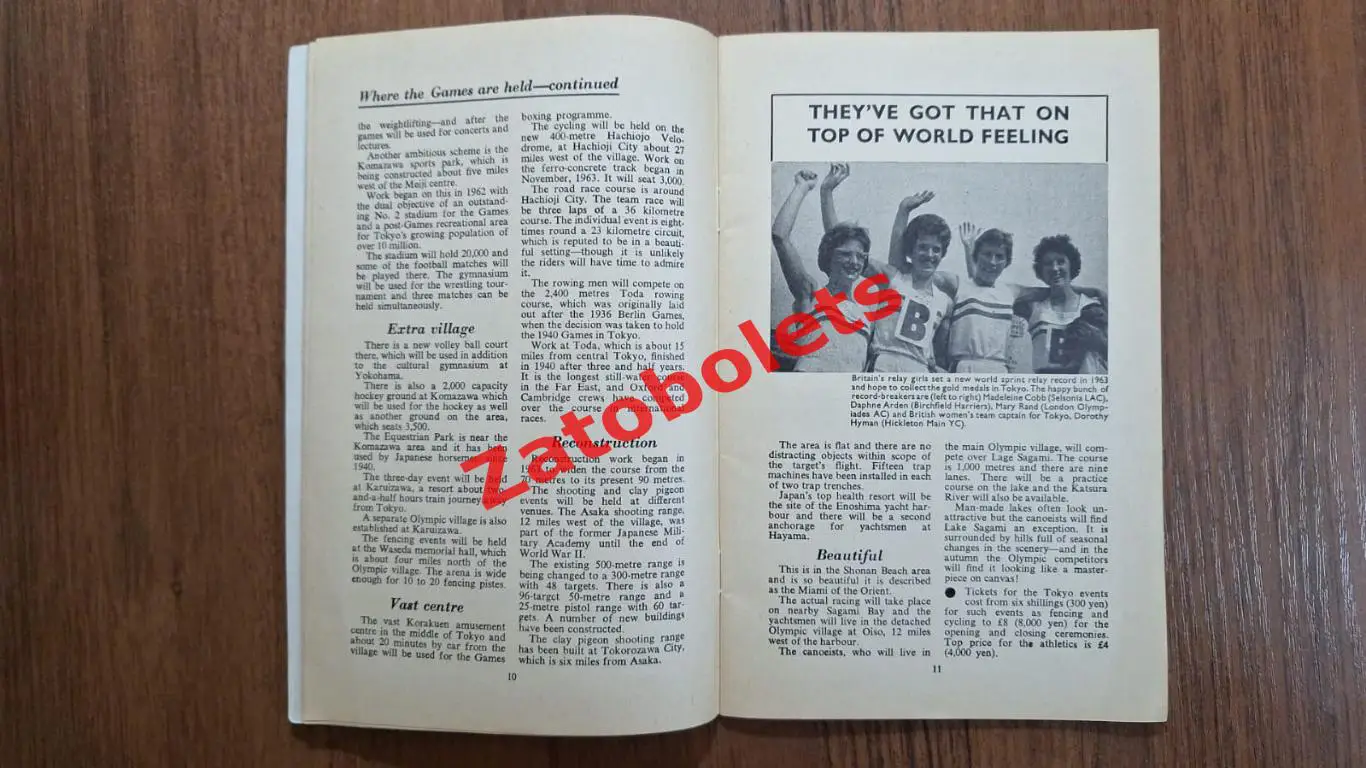 Where the Games are held—continued
the weightlifting—and after the
games will be used for concerts and
lectures.
Another ambitious scheme is the
Komazawa sports park, which is
being constructed about five miles
west of the Meiji centre.
Work began on this in 1962 with
the dual objective of an outstand-
ing No. 2 stadium for the Games
and a post-Games recreational area
for Tokyo's growing population of
over 10 million.
The stadium will hold 20,000 and
some of the football matches will
be played there. The gymnasium
will be used for the wrestling tour-
nament and three matches can be
held simultaneously.
Extra village
There is a new volley ball court
there, which will be used in addition
to the cultural gymnasium at
Yokohama.
There is also a 2,000 capacity
hockey ground at Komazawa which
will be used for the hockey as well
as another ground on the area,
which seats 3,500.
The Equestrian Park is near the
Komazawa area and it has been
used by Japanese horsemen since
1940.
The three-day event will be held
at Karuizawa, a resort about two-
and-a-half hours train journey away
from Tokyo.
A separate Olympic village is also
established at Karuizawa.
The fencing events will be held
at the Waseda memorial hall, which
is about four miles north of the
Olympic village. The arena is wide
enough for 10 to 20 fencing pistes.
Vast centre
The vast Korakuen amusement
centre in the middle of Tokyo and
about 20 minutes by car from the
village will be used for the Games
boxing programme.
The cycling will be held on the
new 400-metre Hachiojo Velo-
drome, at Hachioji City about 27
miles west of the village. Work on
the ferro-concrete track began in
November, 1963. It will seat 3,000.
The road race course is around
Hachioji City. The team race will
be three laps of a 36 kilometre
course. The individual event is eight-
times round a 23 kilometre circuit,
which is reputed to be in a beauti-
ful setting—though it is unlikely
the riders will have time to admire
it.
The rowing men will compete on
the 2,400 metres Toda rowing
course, which was originally laid
out after the 1936 Berlin Games,
when the decision was taken to hold
the 1940 Games in Tokyo.
Work at Toda, which is about 15
miles from central Tokyo, finished
in 1940 after three and half years.
It is the longest still-water course
in the Far East, and Oxford and
Cambridge crews have competed
over the course in international
races.
Reconstruction
Reconstruction work began in
1961 to widen the course from the
70 metres to its present 90 metres.
The shooting and clay pigeon
events will be held at different
venues. The Asaka shooting range,
12 miles west of the village, was
part of the former Japanese Mili-
tary Academy until the end of
World War II.
The existing 500-metre range is
being changed to a 300-metre range
with 48 targets. There is also a
96-target 50-metre range and a
25-metre pistol range with 60 tar-
gets. A number of new buildings
have been constructed.
The clay pigeon shooting range
has been built at Tokorozawa City,
which is six miles from Asaka.
10
THEY'VE GOT THAT ON
TOP OF WORLD FEELING
B
B
Britain's relay girls set a new world sprint relay record in 1963
and hope to collect the gold medals in Tokyo. The happy bunch of
record-breakers are (left to right) Madeleine Cobb (Selsonia LAC),
Daphne Arden (Birchfield Harriers), Mary Rand (London Olymp-
iades AC) and British women's team captain for Tokyo, Dorothy
Hyman (Hickleton Main YC).
The area is flat and there are no
distracting objects within scope of
the target's flight. Fifteen trap
machines have been installed in each
of two trap trenches.
Japan's top health resort will be
the site of the Enoshima yacht har-
bour and there will be a second
anchorage for yachtsmen at
Hayama.
Beautiful
This is in the Shonan Beach area
and is so beautiful it is described
as the Miami of the Orient.
The actual racing will take place
on nearby Sagami Bay and the
yachtsmen will live in the detached
Olympic village at Oiso, 12 miles
west of the harbour.
The canoeists, who will live in
the main Olympic village, will com-
pete over Lage Sagami. The course
is 1,000 metres and there are nine
lanes. There will be a practice
course on the lake and the Katsura
River will also be available.
Man-made lakes often look un-
attractive but the canoeists will find
Lake Sagami an exception. It is
surrounded by hills full of seasonal
changes in the scenery—and in the
autumn the Olympic competitors
will find it looking like a master-
piece on canvas!
● Tickets for the Tokyo events
cost from six shillings (300 yen)
for such events as fencing and
cycling to £8 (8,000 yen) for the
opening and closing ceremonies.
Top price for the athletics is £4
(4,000 yen).
11
Zatobolets